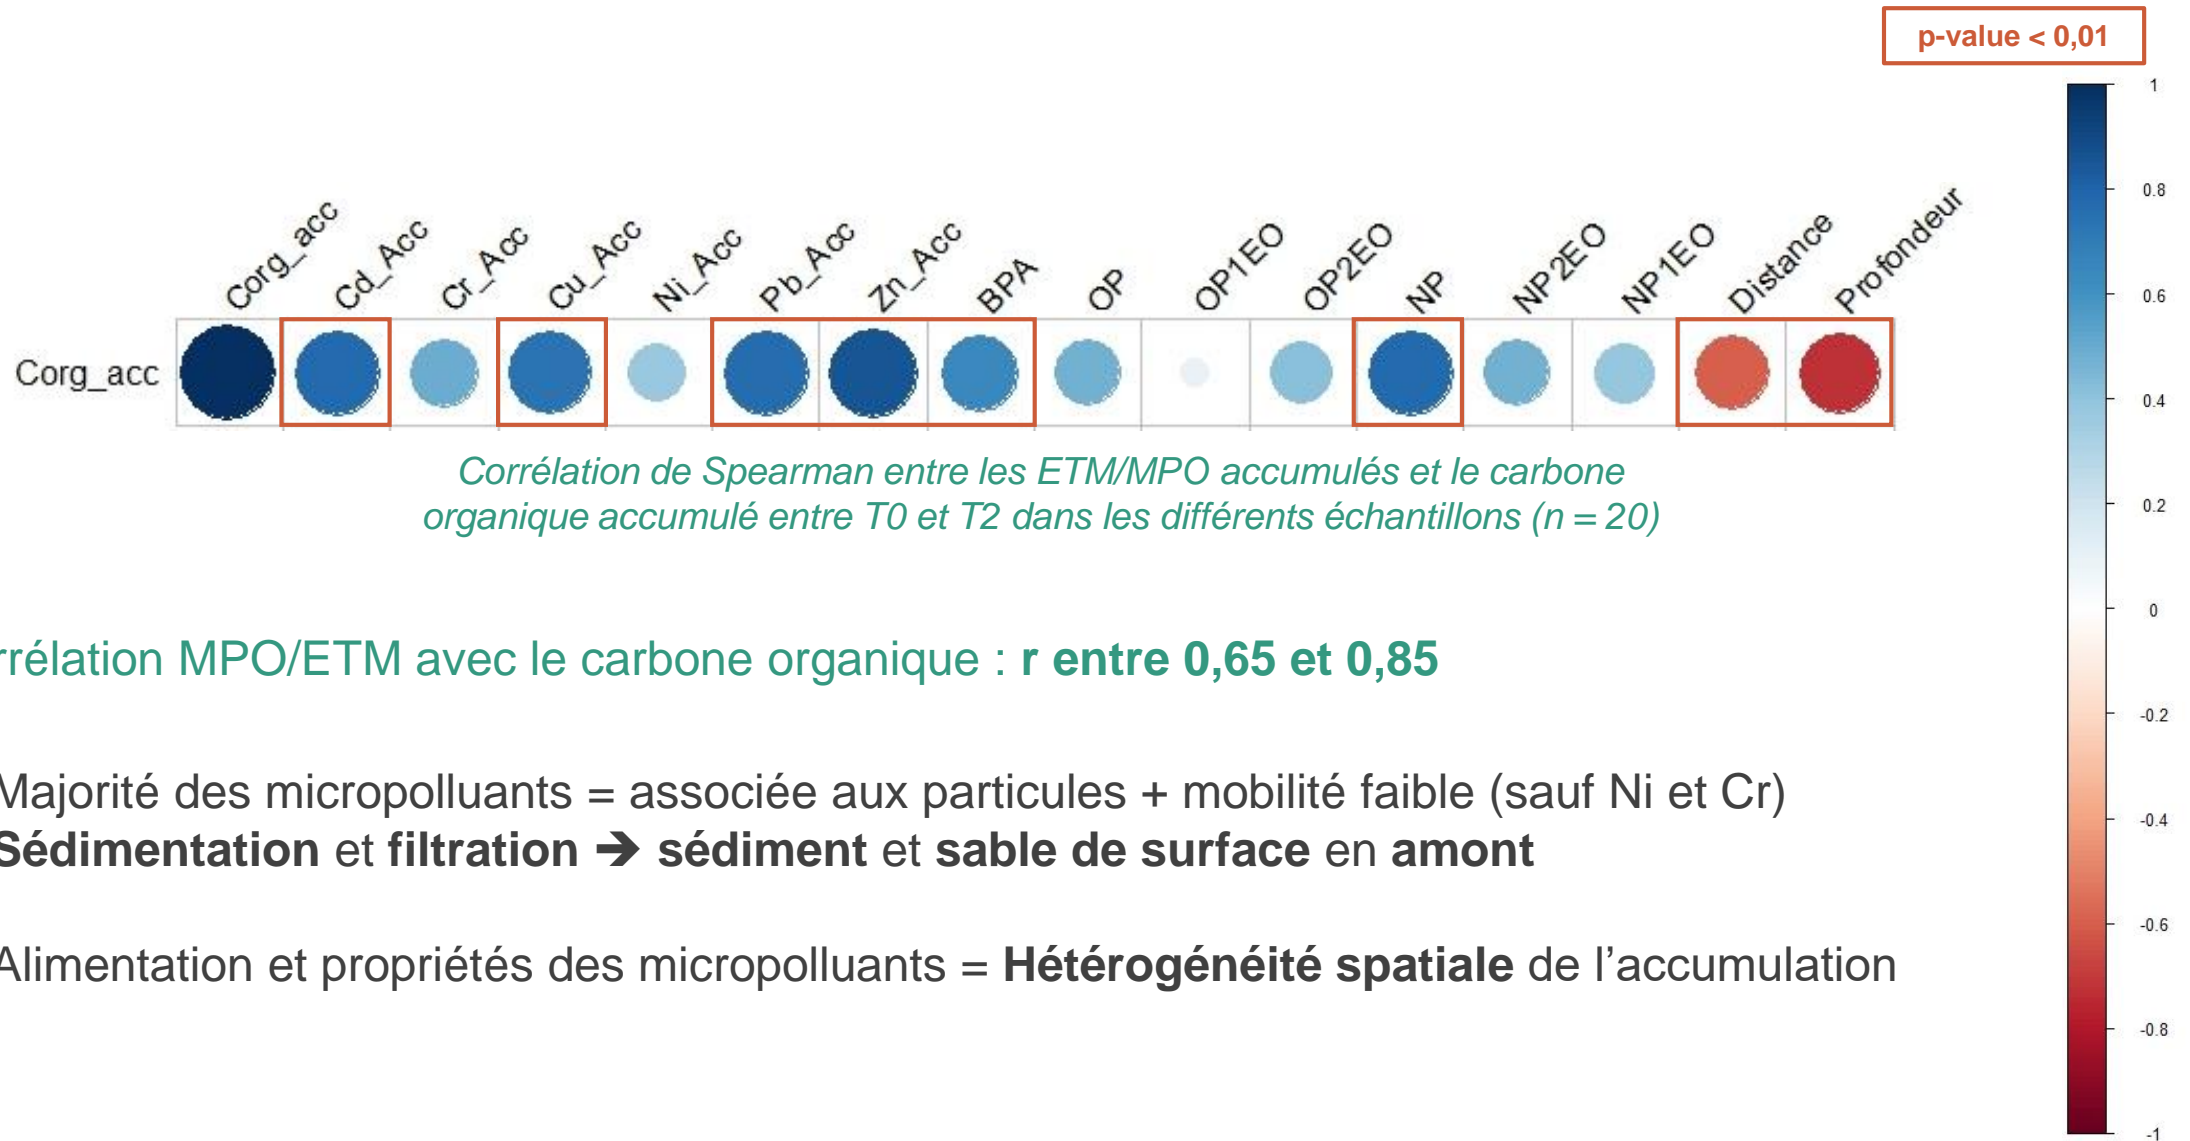 p-value < 0,01
Corg_acc
Cd_Acc
Cr_Acc
Cu_Acc
Ni_Acc
Pb_Acc
Zn_Acc
BPA
OP
OP1EO
OP2EO
NP
NP2EO
NP1EO
Distance
Profondeur
Corg_acc
Corrélation de Spearman entre les ETM/MPO accumulés et le carbone
organique accumulé entre T0 et T2 dans les différents échantillons (n = 20)
rrélation MPO/ETM avec le carbone organique : r entre 0,65 et 0,85
Majorité des micropolluants = associée aux particules + mobilité faible (sauf Ni et Cr)
Sédimentation et filtration ➔ sédiment et sable de surface en amont
Alimentation et propriétés des micropolluants = Hétérogénéité spatiale de l'accumulation
1
0.8
0.6
0.4
0.2
0
-0.2
-0.4
-0.6
-0.8
-1